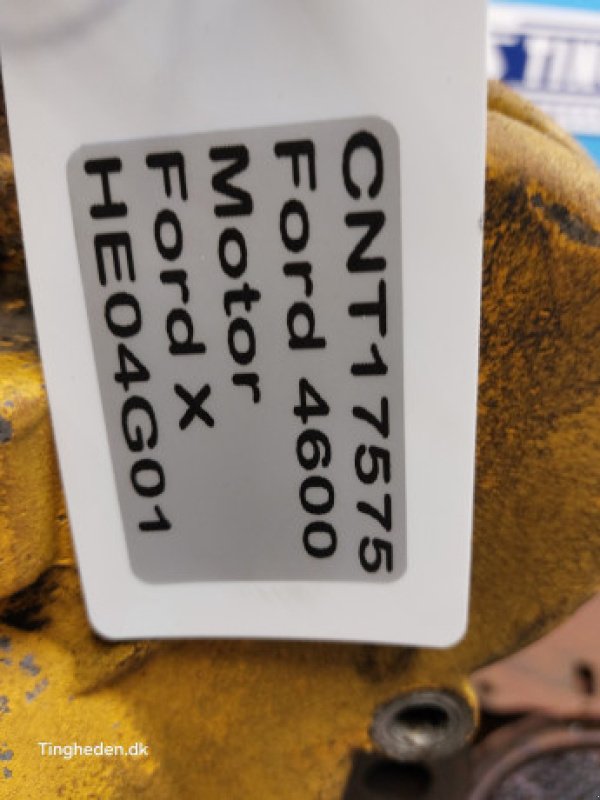 CNT17575
Ford 4600
Motor
Ford X
HE04G01
Tingheden.dk